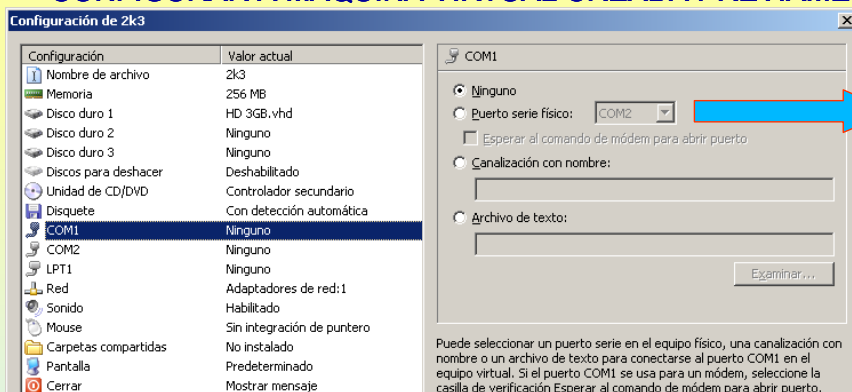 Configuración de 2k3
Configuración Valor actual
Nombre de archivo 2k3
Memoria 256 MB
Disco duro 1 HD 3GB.vhd
Disco duro 2 Ninguno
Disco duro 3 Ninguno
Discos para deshacer Deshabilitado
Unidad de CD/DVD Controlador secundario
Disquete Con detección automática
COM1 Ninguno
COM2 Ninguno
LPT1 Ninguno
Red Adaptadores de red:1
Sonido Habilitado
Mouse Sin integración de puntero
Carpetas compartidas No instalado
Pantalla Predeterminado
Cerrar Mostrar mensaje
COM1
Ninguno
Puerto serie físico: COM2
Esperar al comando de módem para abrir puerto
Canalización con nombre:
Archivo de texto:
Examinar...
Puede seleccionar un puerto serie en el equipo físico, una canalización con
nombre o un archivo de texto para conectarse al puerto COM1 en el
equipo virtual. Si el puerto COM1 se usa para un módem, seleccione la
casilla de verificación Esperar al comando de módem para abrir puerto.